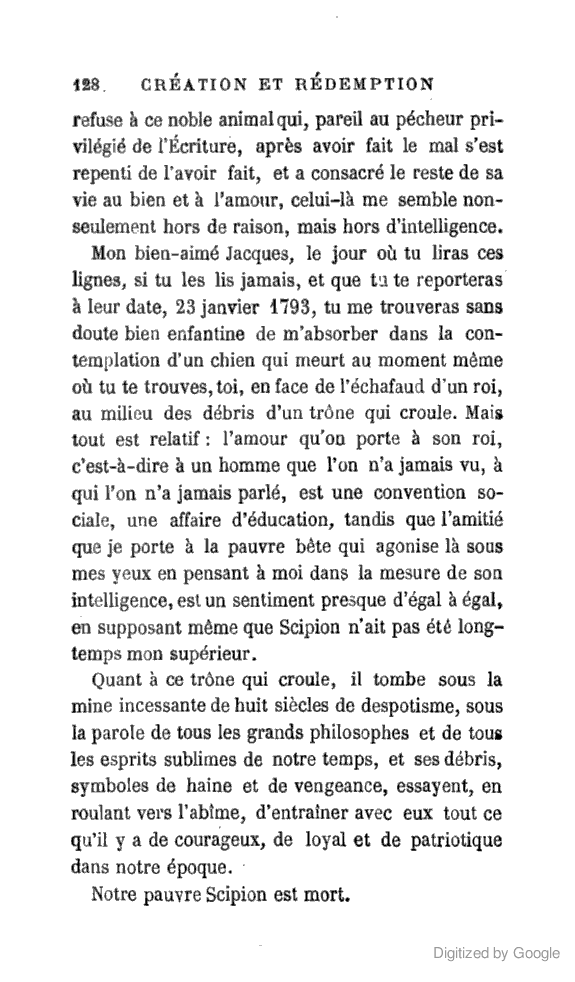 128. CRÉATION ET RÉDEMPTION
refuse à ce noble animal qui, pareil au pécheur pri-
vilégié de l'Écriture, après avoir fait le mal s'est
repenti de l'avoir fait, et a consacré le reste de sa
vie au bien et à l'amour, celui-là me semble non-
seulement hors de raison, mais hors d'intelligence.
Mon bien-aimé Jacques, le jour où tu liras ces
lignes, si tu les lis jamais, et que tu te reporteras
à leur date, 23 janvier 1793, tu me trouveras sans
doute bien enfantine de m'absorber dans la con-
templation d'un chien qui meurt au moment même
où tu te trouves, toi, en face de l'échafaud d'un roi,
au milieu des débris d'un trône qui croule. Mais
tout est relatif : l'amour qu'on porte à son roi,
c'est-à-dire à un homme que l'on n'a jamais vu, à
qui l'on n'a jamais parlé, est une convention so-
ciale, une affaire d'éducation, tandis que l'amitié
que je porte à la pauvre bête qui agonise là sous
mes yeux en pensant à moi dans la mesure de son
intelligence, est un sentiment presque d'égal à égal,
en supposant même que Scipion n'ait pas été long-
temps mon supérieur.
Quant à ce trône qui croule, il tombe sous la
mine incessante de huit siècles de despotisme, sous
la parole de tous les grands philosophes et de tous
les esprits sublimes de notre temps, et ses débris,
symboles de haine et de vengeance, essayent, en
roulant vers l'abîme, d'entraîner avec eux tout ce
qu'il y a de courageux, de loyal et de patriotique
dans notre époque.
Notre pauvre Scipion est mort.
Digitized by Google